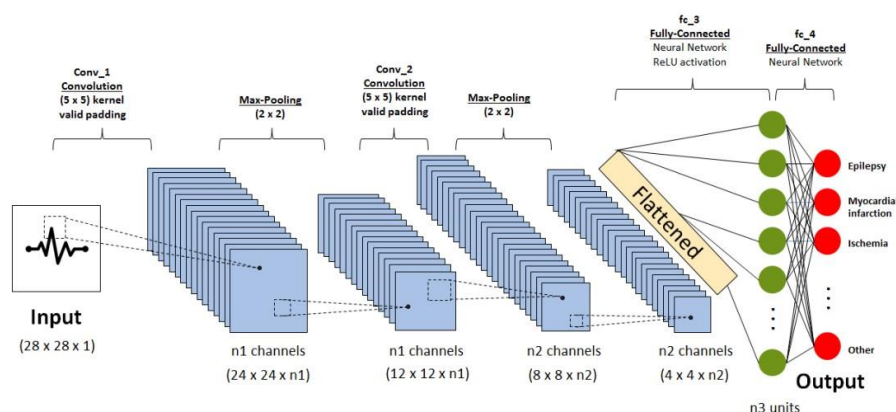 fc_3
Fully-Connected
Neural Network
ReLU activation
fc_4
Fully-Connected
Neural Network
Conv_1
Convolution
(5 x 5) kernel
valid padding
Max-Pooling
(2 x 2)
Conv_2
Convolution
(5 x 5) kernel
valid padding
Max-Pooling
(2 x 2)
Flattened
Epilepsy
Myocardia
infarction
Ischemia
Other
Input
(28 x 28 x 1)
n1 channels
(24 x 24 x n1)
n1 channels
(12 x 12 x n1)
n2 channels
(8 x 8 x n2)
n2 channels
(4 x 4 x n2)
Output
n3 units